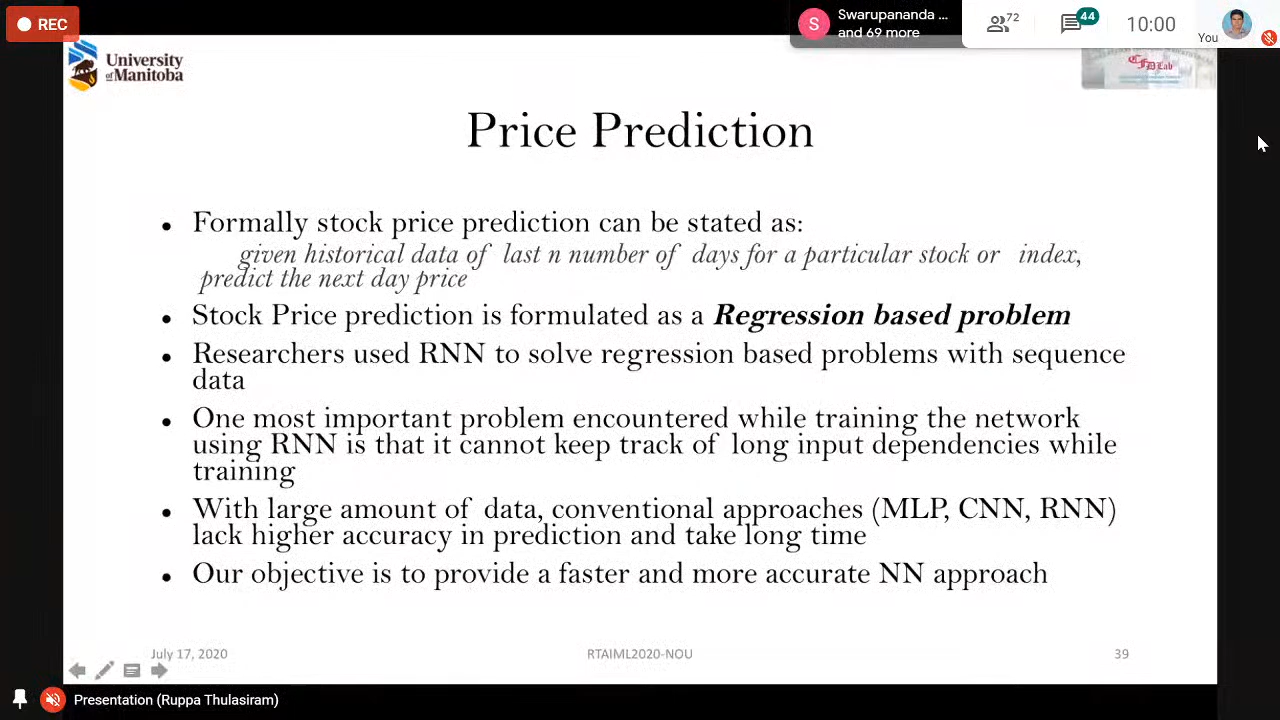 REC
Swarupananda ...
and 69 more
S
72
44
10:00
You
University
of Manitoba
CFD Lab
Price Prediction
• Formally stock price prediction can be stated as:
given historical data of last n number of days for a particular stock or index,
predict the next day price
• Stock Price prediction is formulated as a Regression based problem
• Researchers used RNN to solve regression based problems with sequence
data
• One most important problem encountered while training the network
using RNN is that it cannot keep track of long input dependencies while
training
• With large amount of data, conventional approaches (MLP, CNN, RNN)
lack higher accuracy in prediction and take long time
• Our objective is to provide a faster and more accurate NN approach
July 17, 2020
RTAIML2020-NOU
39
Presentation (Ruppa Thulasiram)